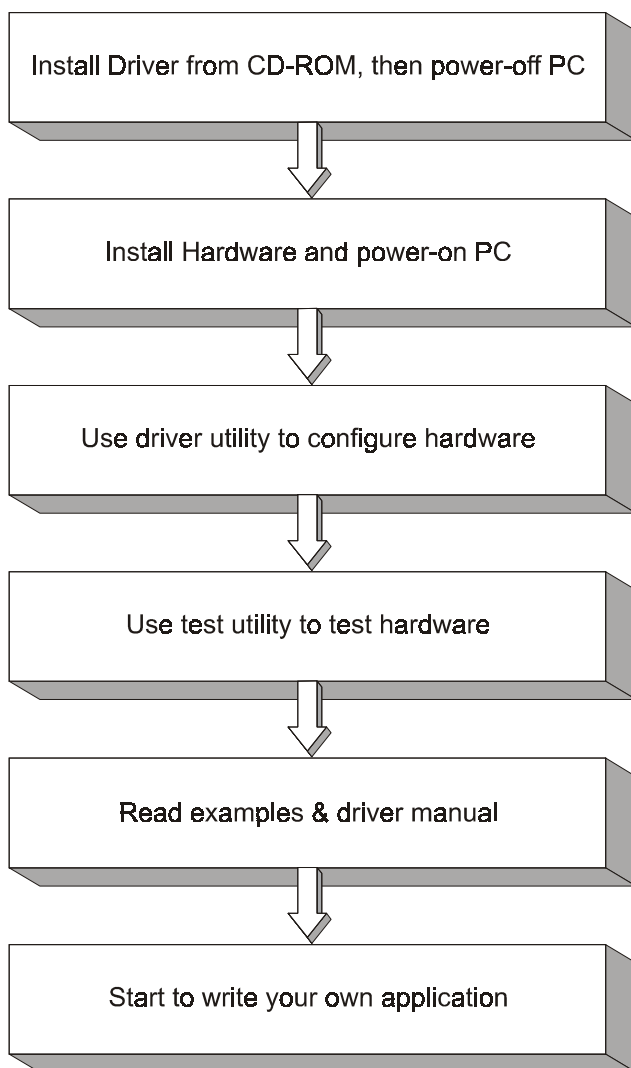 Install Driver from CD-ROM, then power-off PC
Install Hardware and power-on PC
Use driver utility to configure hardware
Use test utility to test hardware
Read examples & driver manual
Start to write your own application